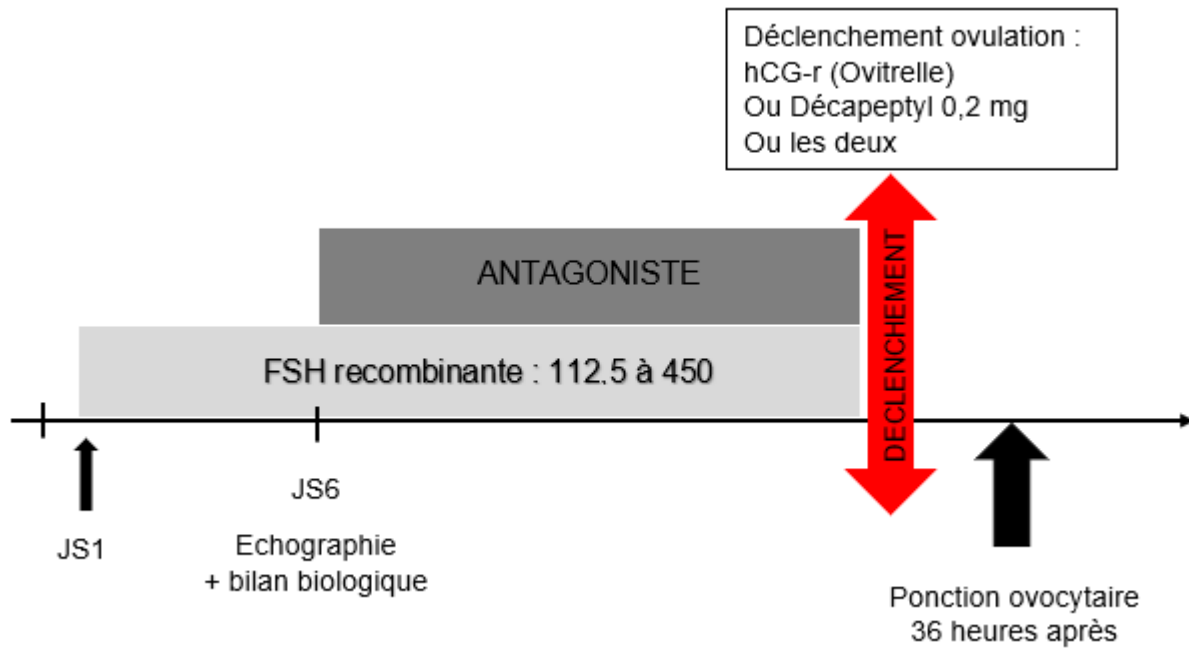 Déclenchement ovulation :
hCG-r (Ovitrelle)
Ou Décapeptyl 0,2 mg
Ou les deux
ANTAGONISTE
DECLENCHEMENT
FSH recombinante : 112.5 à 450
JS1
JS6
Echographie
+ bilan biologique
Ponction ovocytaire
36 heures après